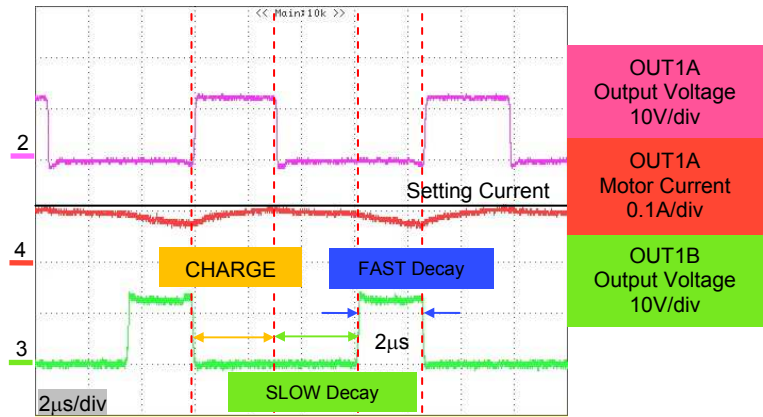 << Main:10k >>
2
Setting Current
4
CHARGE
FAST Decay
2μs
3
SLOW Decay
2μs/div
OUT1A
Output Voltage
10V/div
OUT1A
Motor Current
0.1A/div
OUT1B
Output Voltage
10V/div